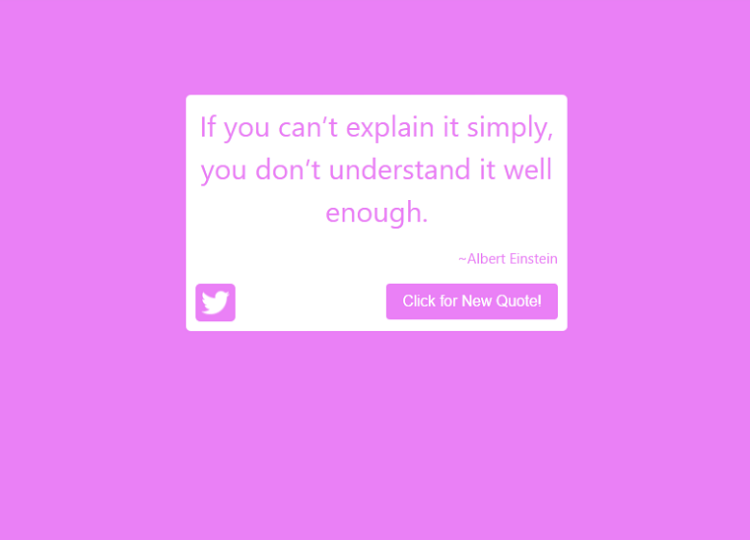 If you can’t explain it simply,
you don’t understand it well
enough.
~Albert Einstein
Click for New Quote!